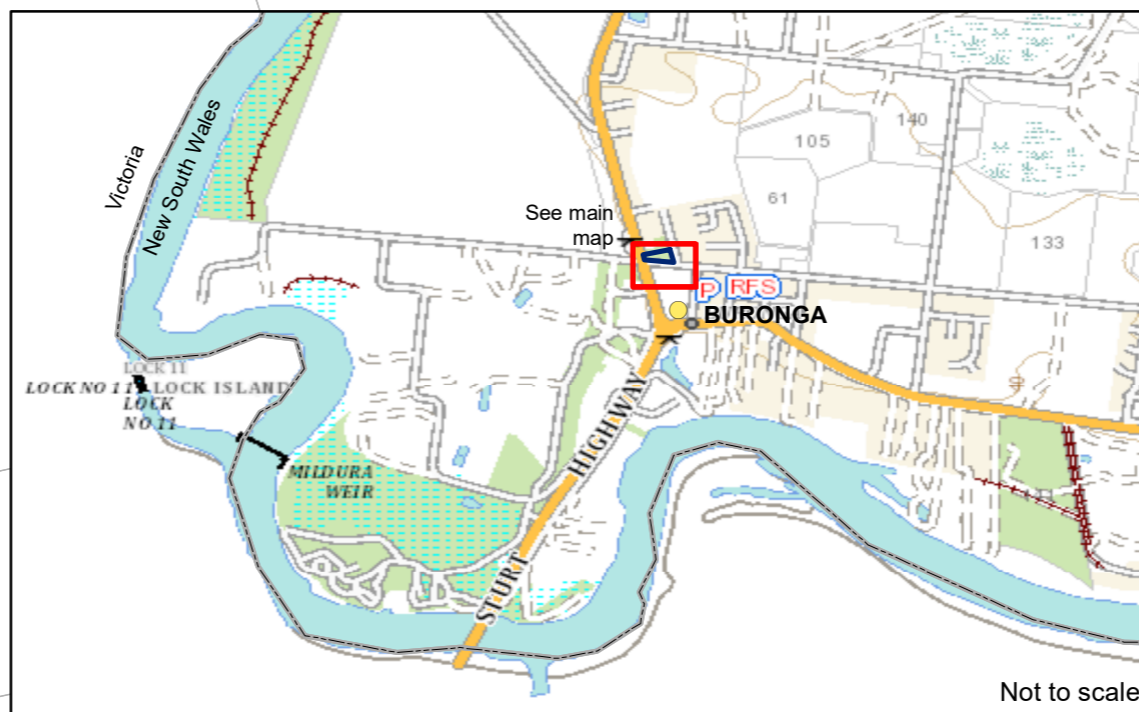 Victoria
New South Wales
140
105
61
133
See main
map
P
RFS
BURONGA
40
LOCK 11
LOCK NO 11
LOCK ISLAND
LOCK
NO 11
MILDURA
WEIR
STURT HIGHWAY
Not to scale